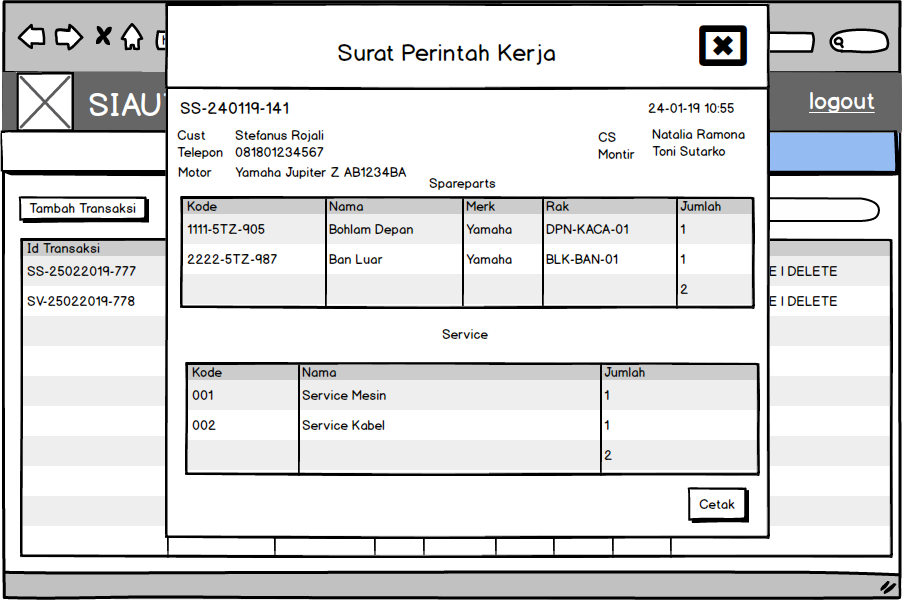 Surat Perintah Kerja
SIAU
logout
SS-240119-141 24-01-19 10:55
Cust Stefanus Rojali CS Natalia Ramona
Telepon 081801234567 Montir Toni Sutarko
Motor Yamaha Jupiter Z AB1234BA
Spareparts
Tambah Transaksi
Kode Nama Merk Rak Jumlah
1111-5TZ-905 Bohlam Depan Yamaha DPN-KACA-01 1
2222-5TZ-987 Ban Luar Yamaha BLK-BAN-01 1
2
Id Transaksi
SS-25022019-777 E | DELETE
SV-25022019-778 E | DELETE
Service
Kode Nama Jumlah
001 Service Mesin 1
002 Service Kabel 1
2
Cetak